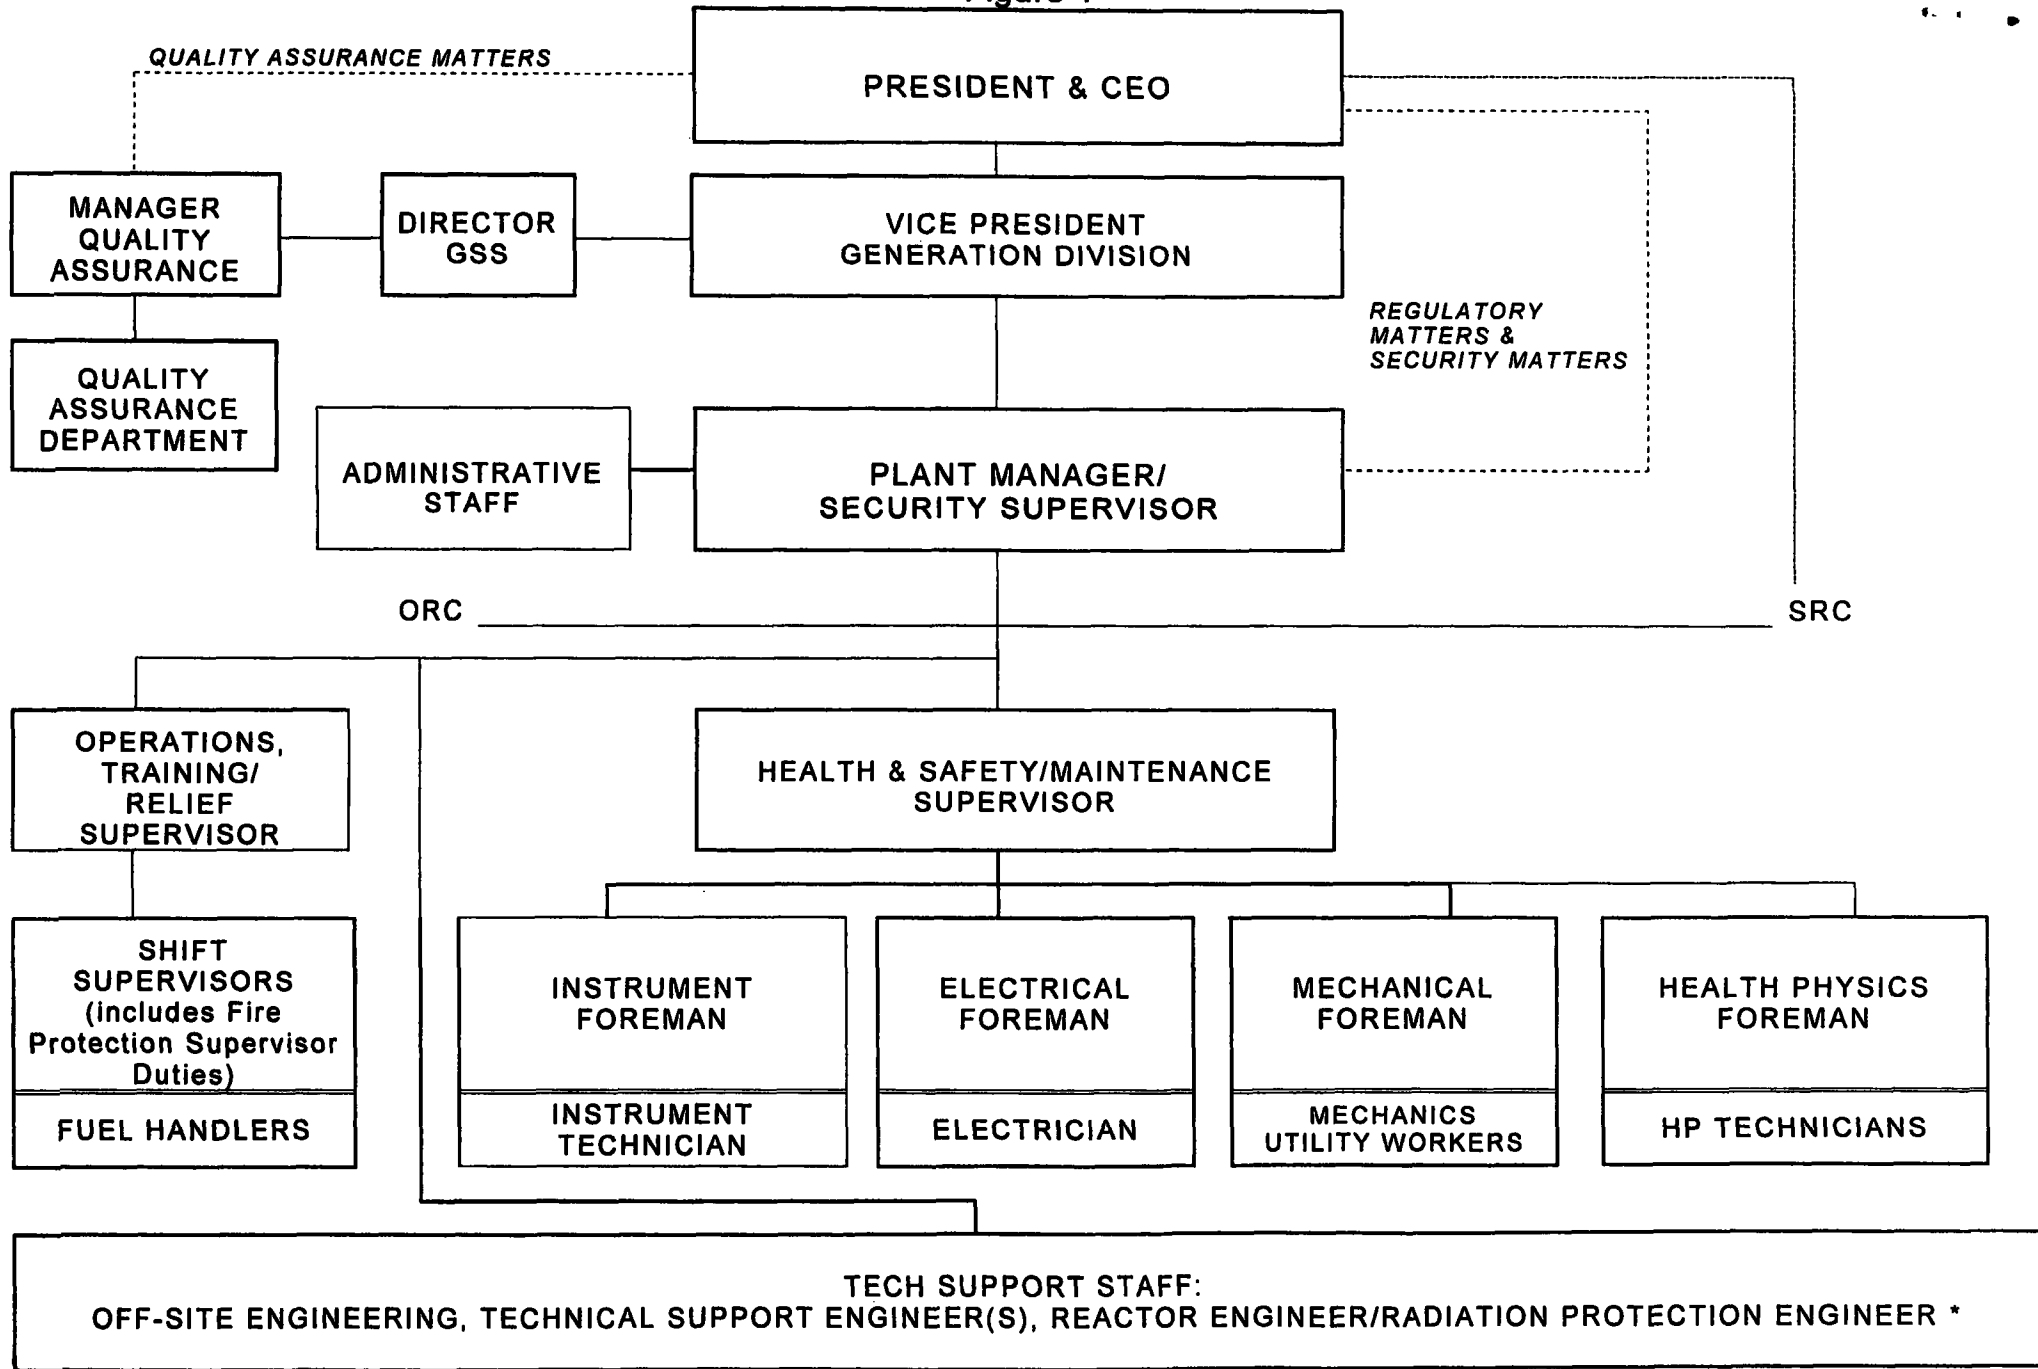 QUALITY ASSURANCE MATTERS
PRESIDENT & CEO
MANAGER
QUALITY
ASSURANCE
DIRECTOR
GSS
VICE PRESIDENT
GENERATION DIVISION
REGULATORY
MATTERS &
SECURITY MATTERS
QUALITY
ASSURANCE
DEPARTMENT
ADMINISTRATIVE
STAFF
PLANT MANAGER/
SECURITY SUPERVISOR
ORC
SRC
OPERATIONS,
TRAINING/
RELIEF
SUPERVISOR
HEALTH & SAFETY/MAINTENANCE
SUPERVISOR
SHIFT
SUPERVISORS
(includes Fire
Protection Supervisor
Duties)
FUEL HANDLERS
INSTRUMENT
FOREMAN
INSTRUMENT
TECHNICIAN
ELECTRICAL
FOREMAN
ELECTRICIAN
MECHANICAL
FOREMAN
MECHANICS
UTILITY WORKERS
HEALTH PHYSICS
FOREMAN
HP TECHNICIANS
TECH SUPPORT STAFF:
OFF-SITE ENGINEERING, TECHNICAL SUPPORT ENGINEER(S), REACTOR ENGINEER/RADIATION PROTECTION ENGINEER *